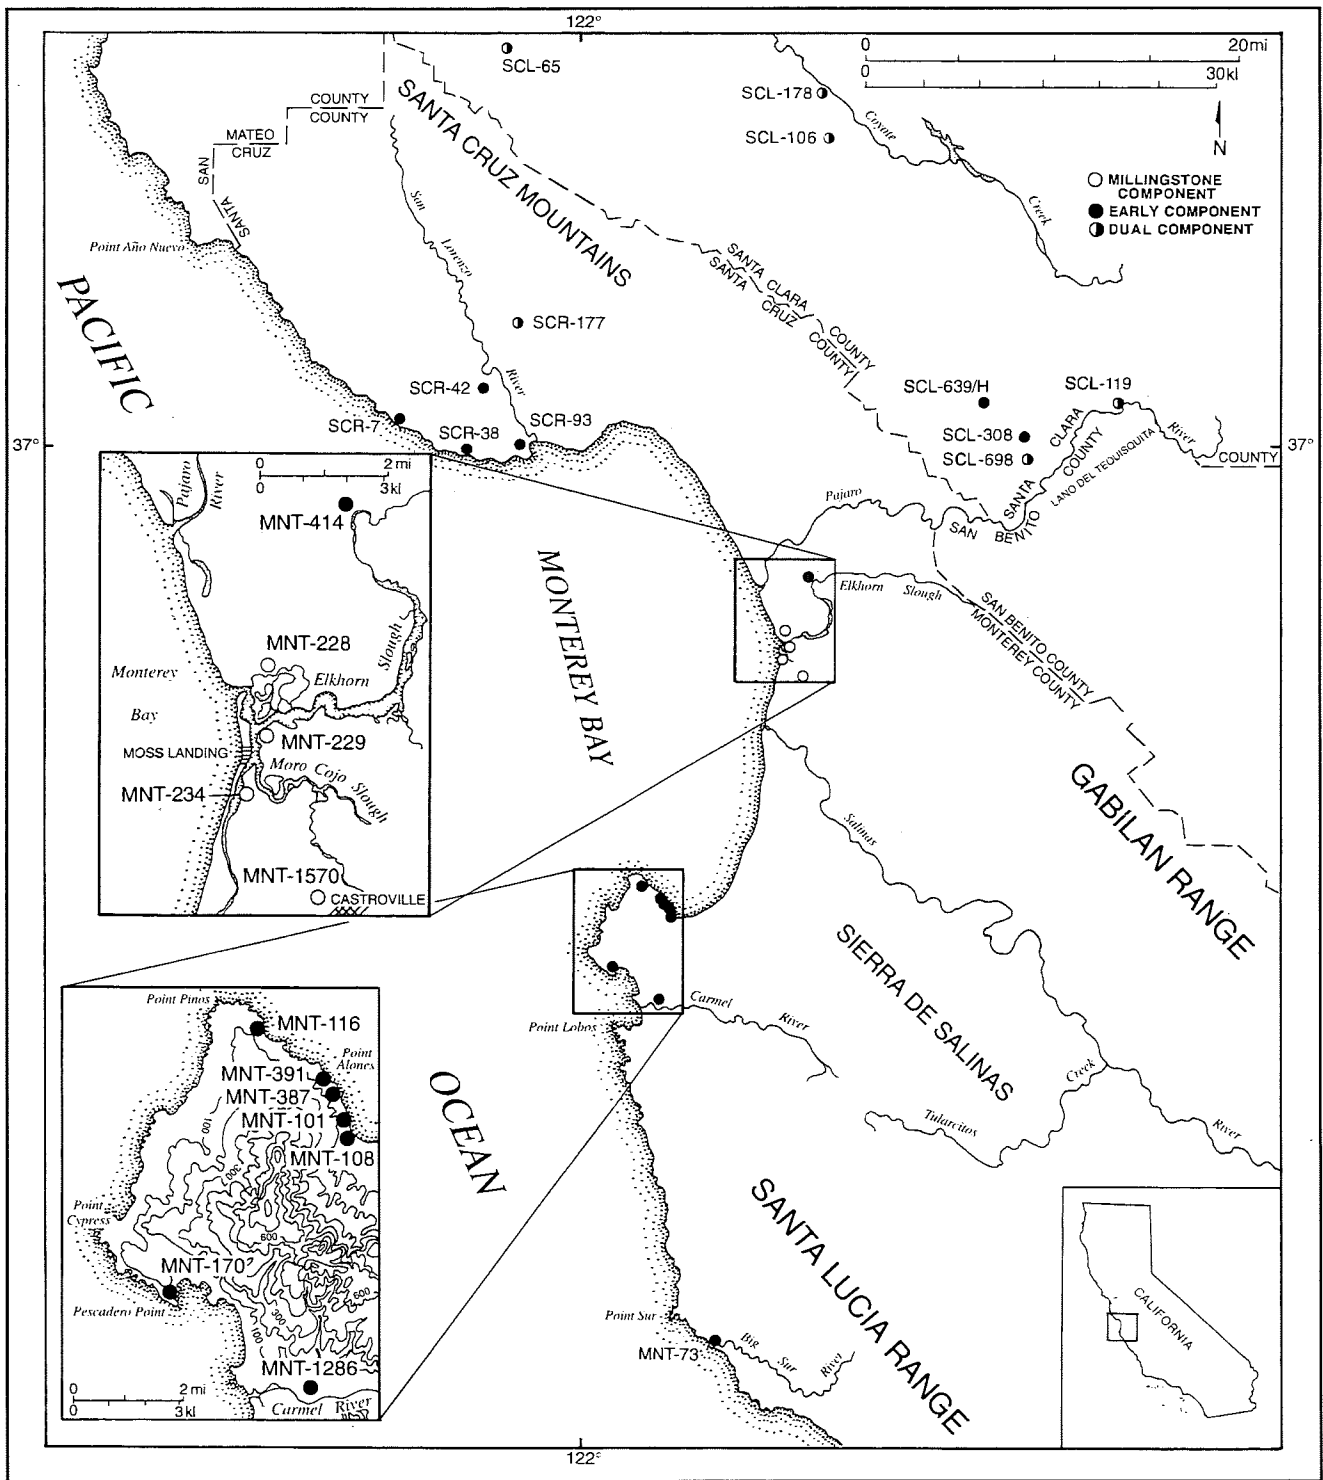 122°
0 20mi
0 30kl
N
SCL-65
SCL-178
SCL-106
Coyote
Creek
MILLINGSTONE
COMPONENT
EARLY COMPONENT
DUAL COMPONENT
COUNTY
COUNTY
SAN MATEO
SANTA CRUZ
SANTA CRUZ MOUNTAINS
San Lorenzo River
Point Año Nuevo
PACIFIC
SANTA CLARA COUNTY
SANTA CRUZ COUNTY
SCR-177
SCR-42
SCR-7
SCR-38
SCR-93
SCL-639/H
SCL-119
SCL-308
SCL-698
37°
37°
SANTA CLARA COUNTY
LANO DEL TEQUISQUITA
River
COUNTY
SAN BENITO
Pajaro
Elkhorn Slough
SAN BENITO COUNTY
MONTEREY COUNTY
MONTEREY BAY
0 2 mi
0 3kl
Pajaro
River
MNT-414
MNT-228
Slough
Monterey
Elkhorn
Bay
MNT-229
MOSS LANDING
Moro Cojo
Slough
MNT-234
MNT-1570
CASTROVILLE
GABILAN RANGE
Salinas
SIERRA DE SALINAS
Carmel
River
Point Lobos
OCEAN
Creek
Tularcitos
River
Point Pinos
MNT-116
Point
Alones
MNT-391
MNT-387
MNT-101
MNT-108
100
300
600
Point
Cypress
MNT-170
600
Pescadero Point
300
100
MNT-1286
0 2 mi
0 3kl
Carmel River
SANTA LUCIA RANGE
Point Sur
MNT-73
Big
Sur
River
CALIFORNIA
122°